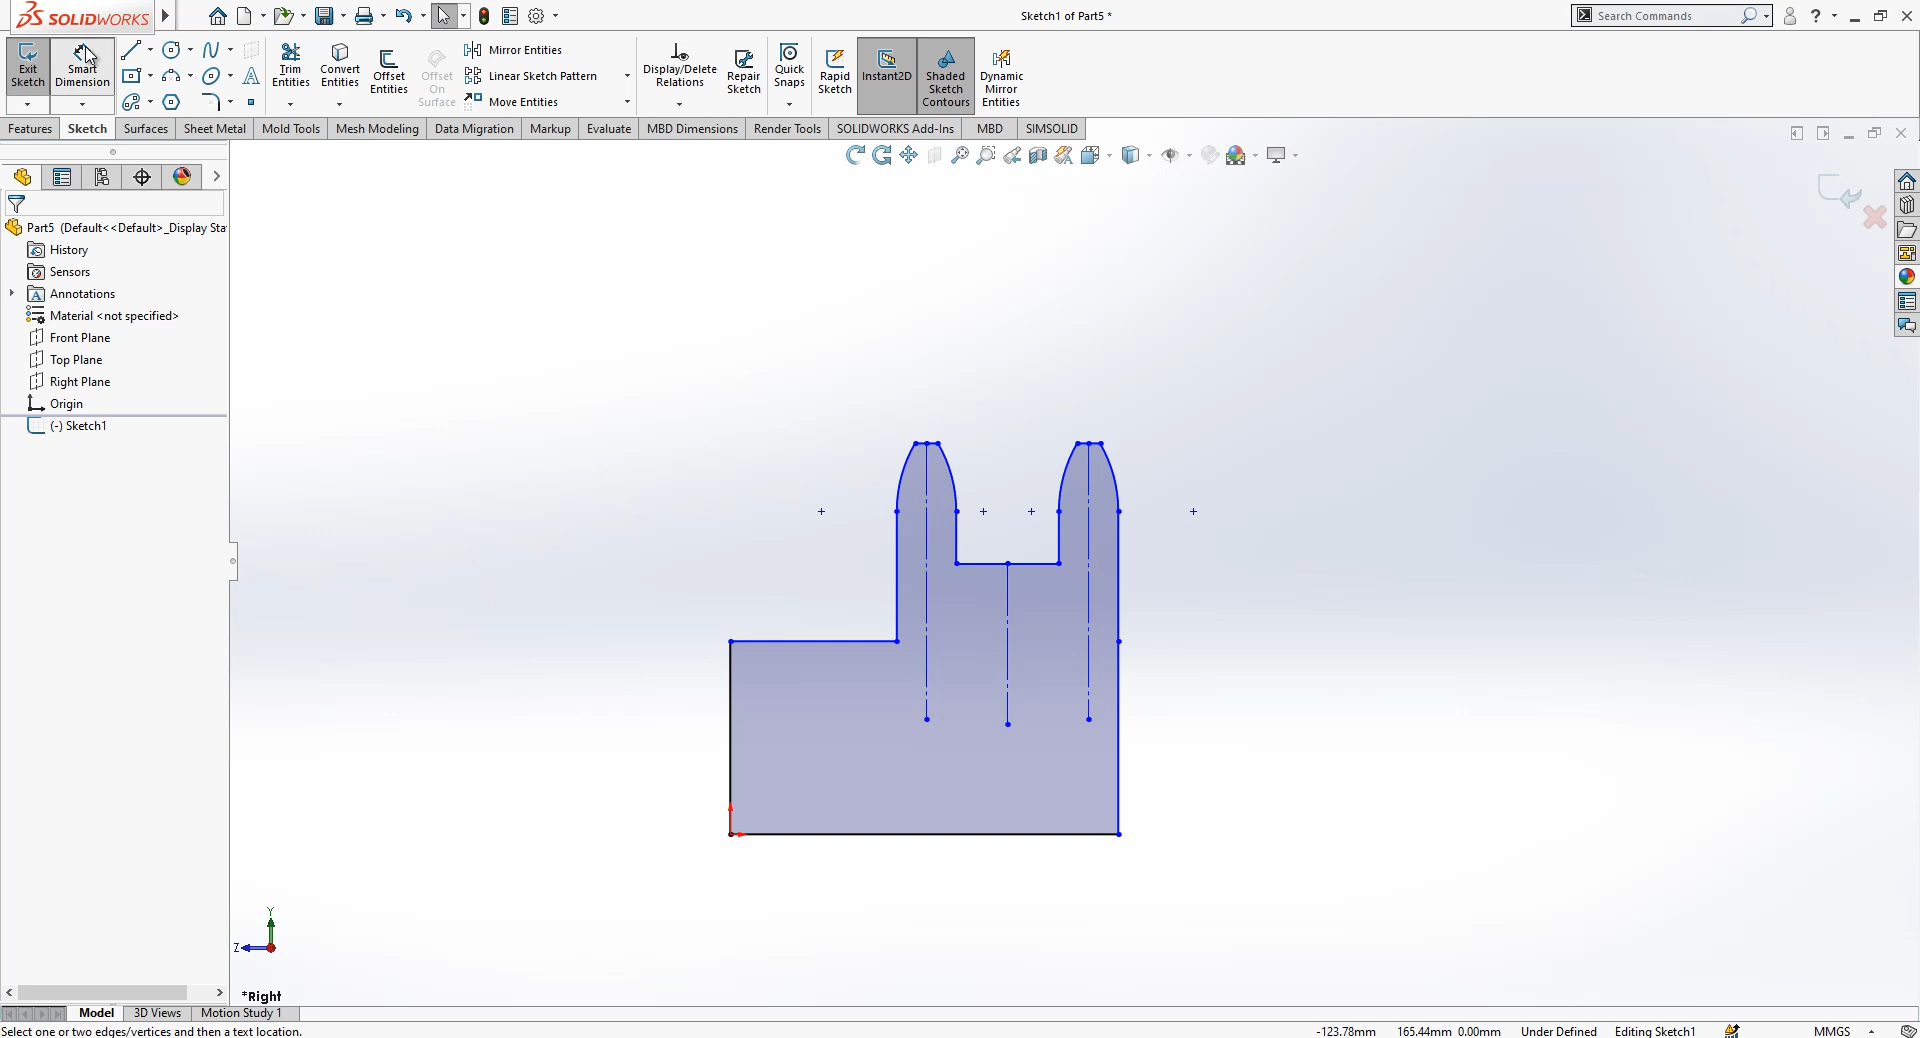 SOLIDWORKS
Sketch1 of Part5 *
Search Commands
?
Exit Sketch
Smart Dimension
Trim Entities
Convert Entities
Offset Entities
Offset On Surface
Mirror Entities
Linear Sketch Pattern
Move Entities
Display/Delete Relations
Repair Sketch
Quick Snaps
Rapid Sketch
Instant2D
Shaded Sketch Contours
Dynamic Mirror Entities
Features Sketch Surfaces Sheet Metal Mold Tools Mesh Modeling Data Migration Markup Evaluate MBD Dimensions Render Tools SOLIDWORKS Add-Ins MBD SIMSOLID
Part5 (Default<<Default>_Display Sta
History
Sensors
Annotations
Material <not specified>
Front Plane
Top Plane
Right Plane
Origin
(-) Sketch1
Y
Z
*Right
Model 3D Views Motion Study 1
Select one or two edges/vertices and then a text location.
-123.78mm 165.44mm 0.00mm Under Defined Editing Sketch1 MMGS